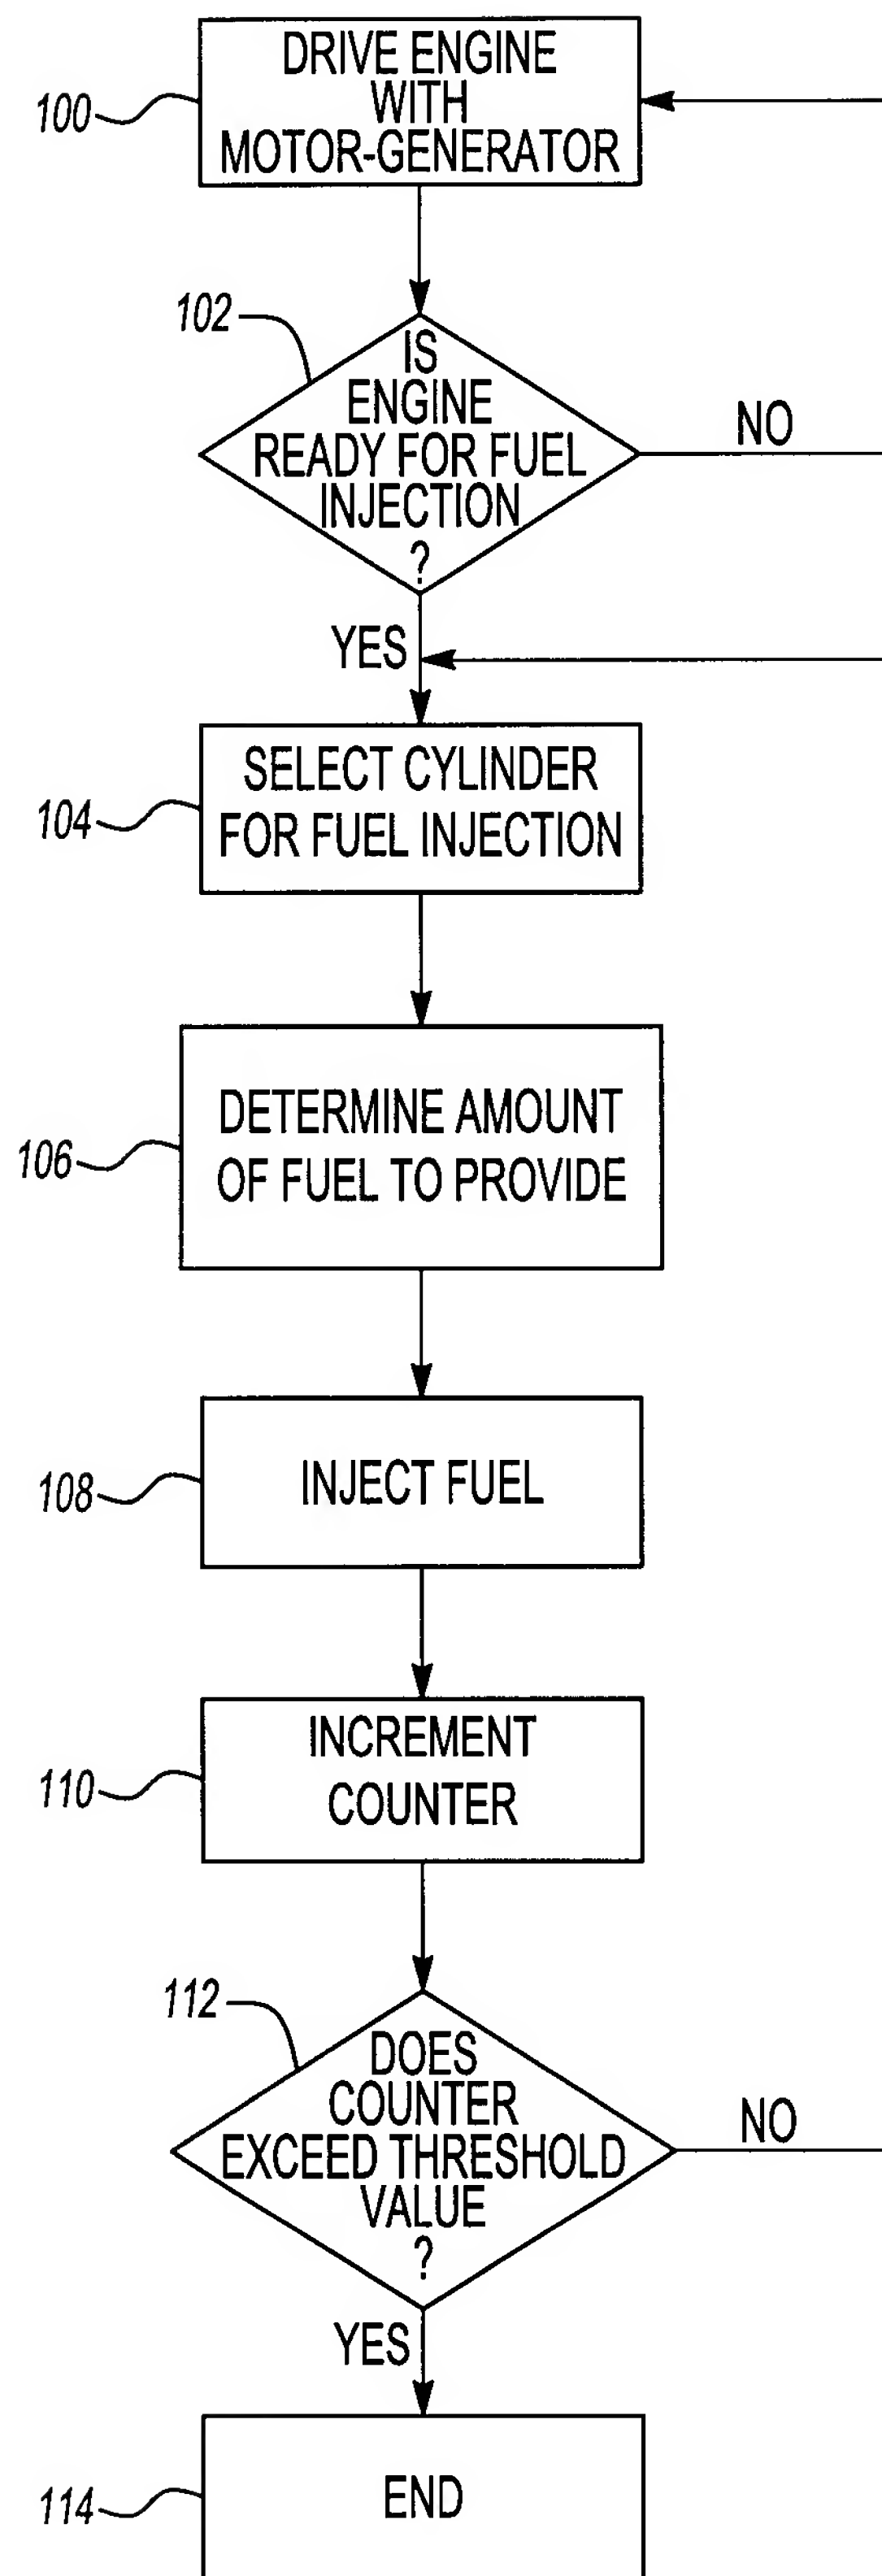 DRIVE ENGINE
WITH
MOTOR-GENERATOR
100
102
IS
ENGINE
READY FOR FUEL
INJECTION
?
NO
YES
SELECT CYLINDER
FOR FUEL INJECTION
104
DETERMINE AMOUNT
OF FUEL TO PROVIDE
106
INJECT FUEL
108
INCREMENT
COUNTER
110
112
DOES
COUNTER
EXCEED THRESHOLD
VALUE
?
NO
YES
END
114